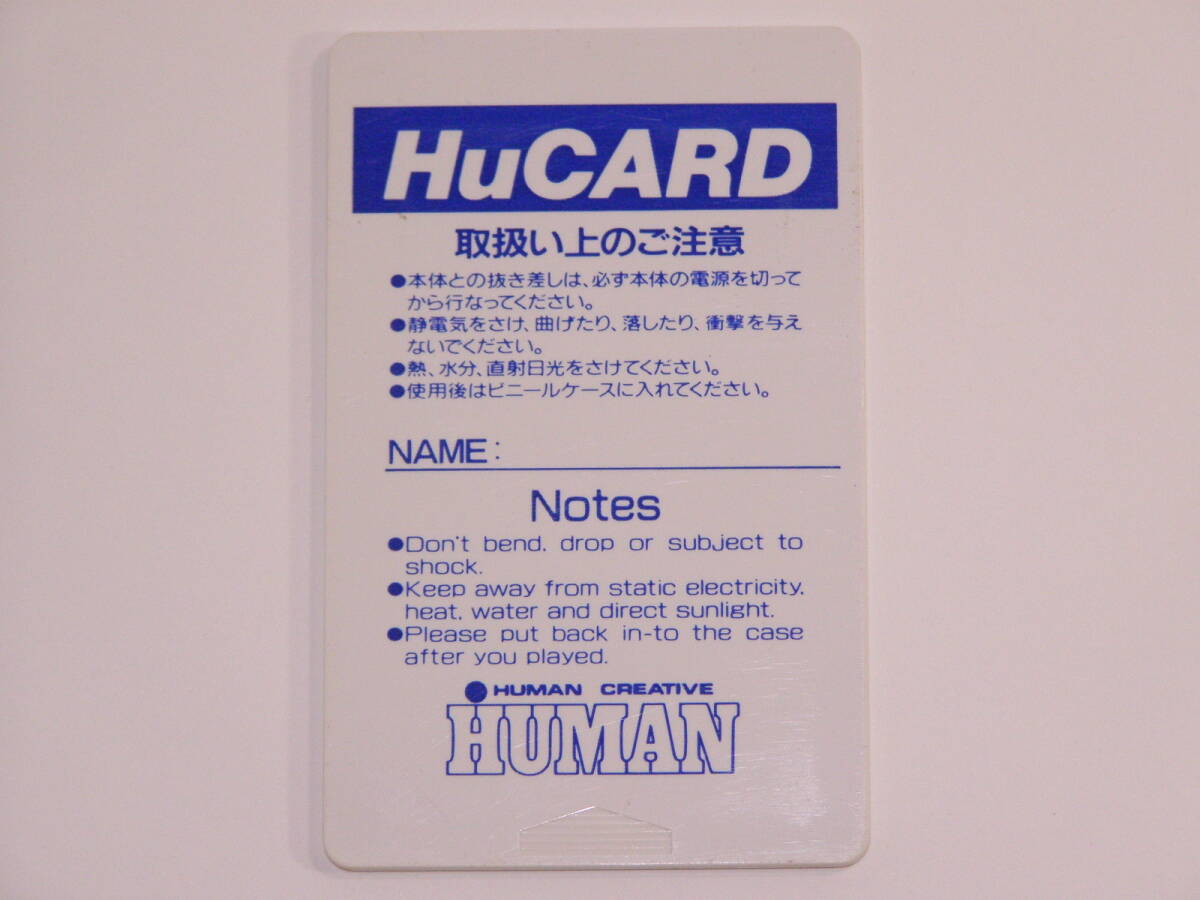 HuCARD
取扱い上のご注意
●本体との抜き差しは、必ず本体の電源を切って
から行なってください。
●静電気をさけ、曲げたり、落したり、衝撃を与え
ないでください。
●熱、水分、直射日光をさけてください。
●使用後はビニールケースに入れてください。
NAME:
Notes
●Don't bend, drop or subject to
shock.
●Keep away from static electricity,
heat, water and direct sunlight.
●Please put back in-to the case
after you played.
HUMAN CREATIVE
HUMAN